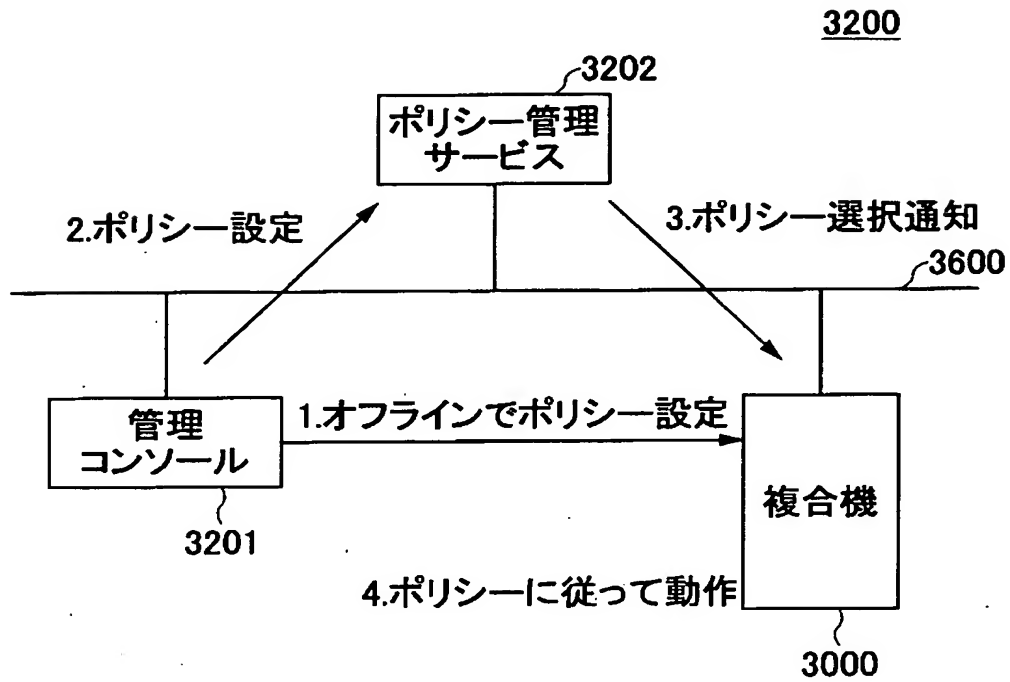 3200
3202
ポリシー管理
サービス
2.ポリシー設定
3.ポリシー選択通知
3600
1.オフラインでポリシー設定
管理
コンソール
複合機
3201
4.ポリシーに従って動作
3000